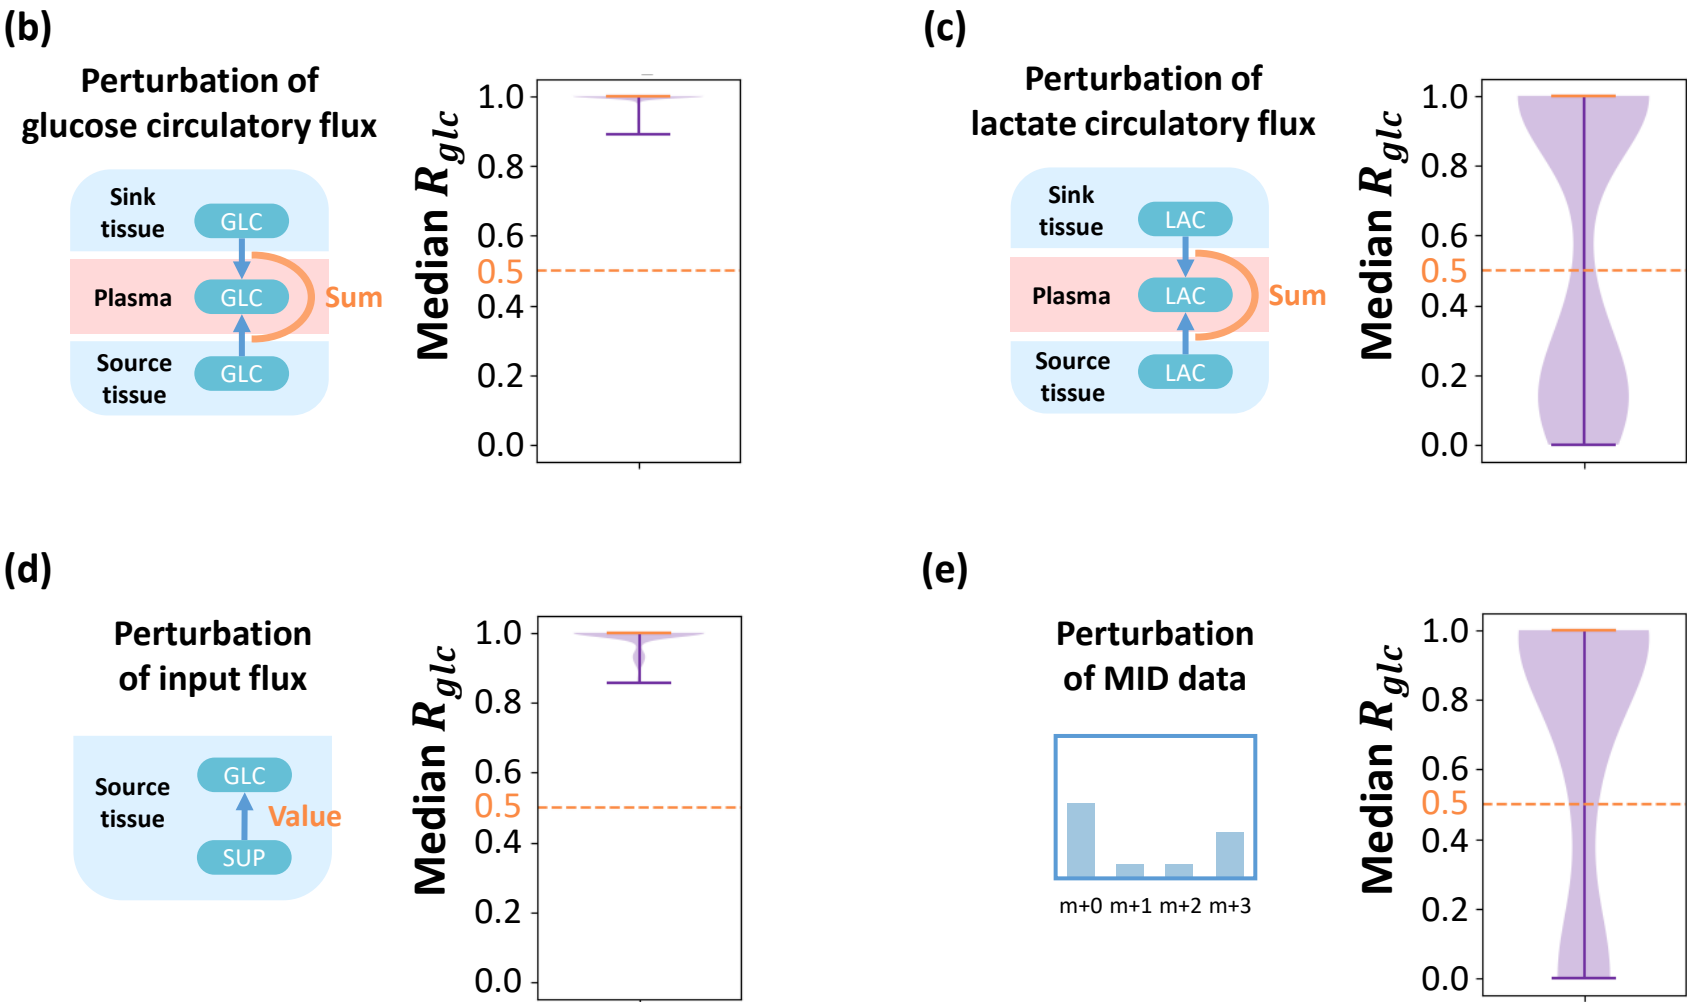 (b)
Perturbation of
glucose circulatory flux
Sink
tissue
GLC
Plasma
GLC
Sum
Source
tissue
GLC
Median R_glc
1.0
0.8
0.6
0.5
0.4
0.2
0.0
(c)
Perturbation of
lactate circulatory flux
Sink
tissue
LAC
Plasma
LAC
Sum
Source
tissue
LAC
Median R_glc
1.0
0.8
0.6
0.5
0.4
0.2
0.0
(d)
Perturbation
of input flux
Source
tissue
GLC
Value
SUP
Median R_glc
1.0
0.8
0.6
0.5
0.4
0.2
0.0
(e)
Perturbation
of MID data
m+0 m+1 m+2 m+3
Median R_glc
1.0
0.8
0.6
0.5
0.4
0.2
0.0